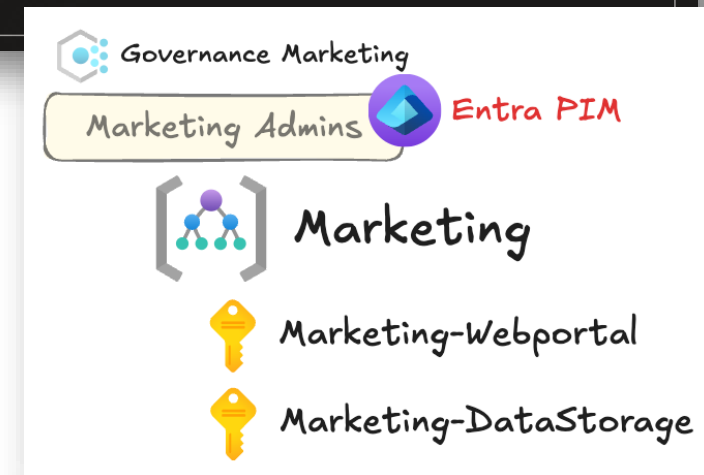 Governance Marketing
Marketing Admins
Entra PIM
Marketing
Marketing-Webportal
Marketing-DataStorage